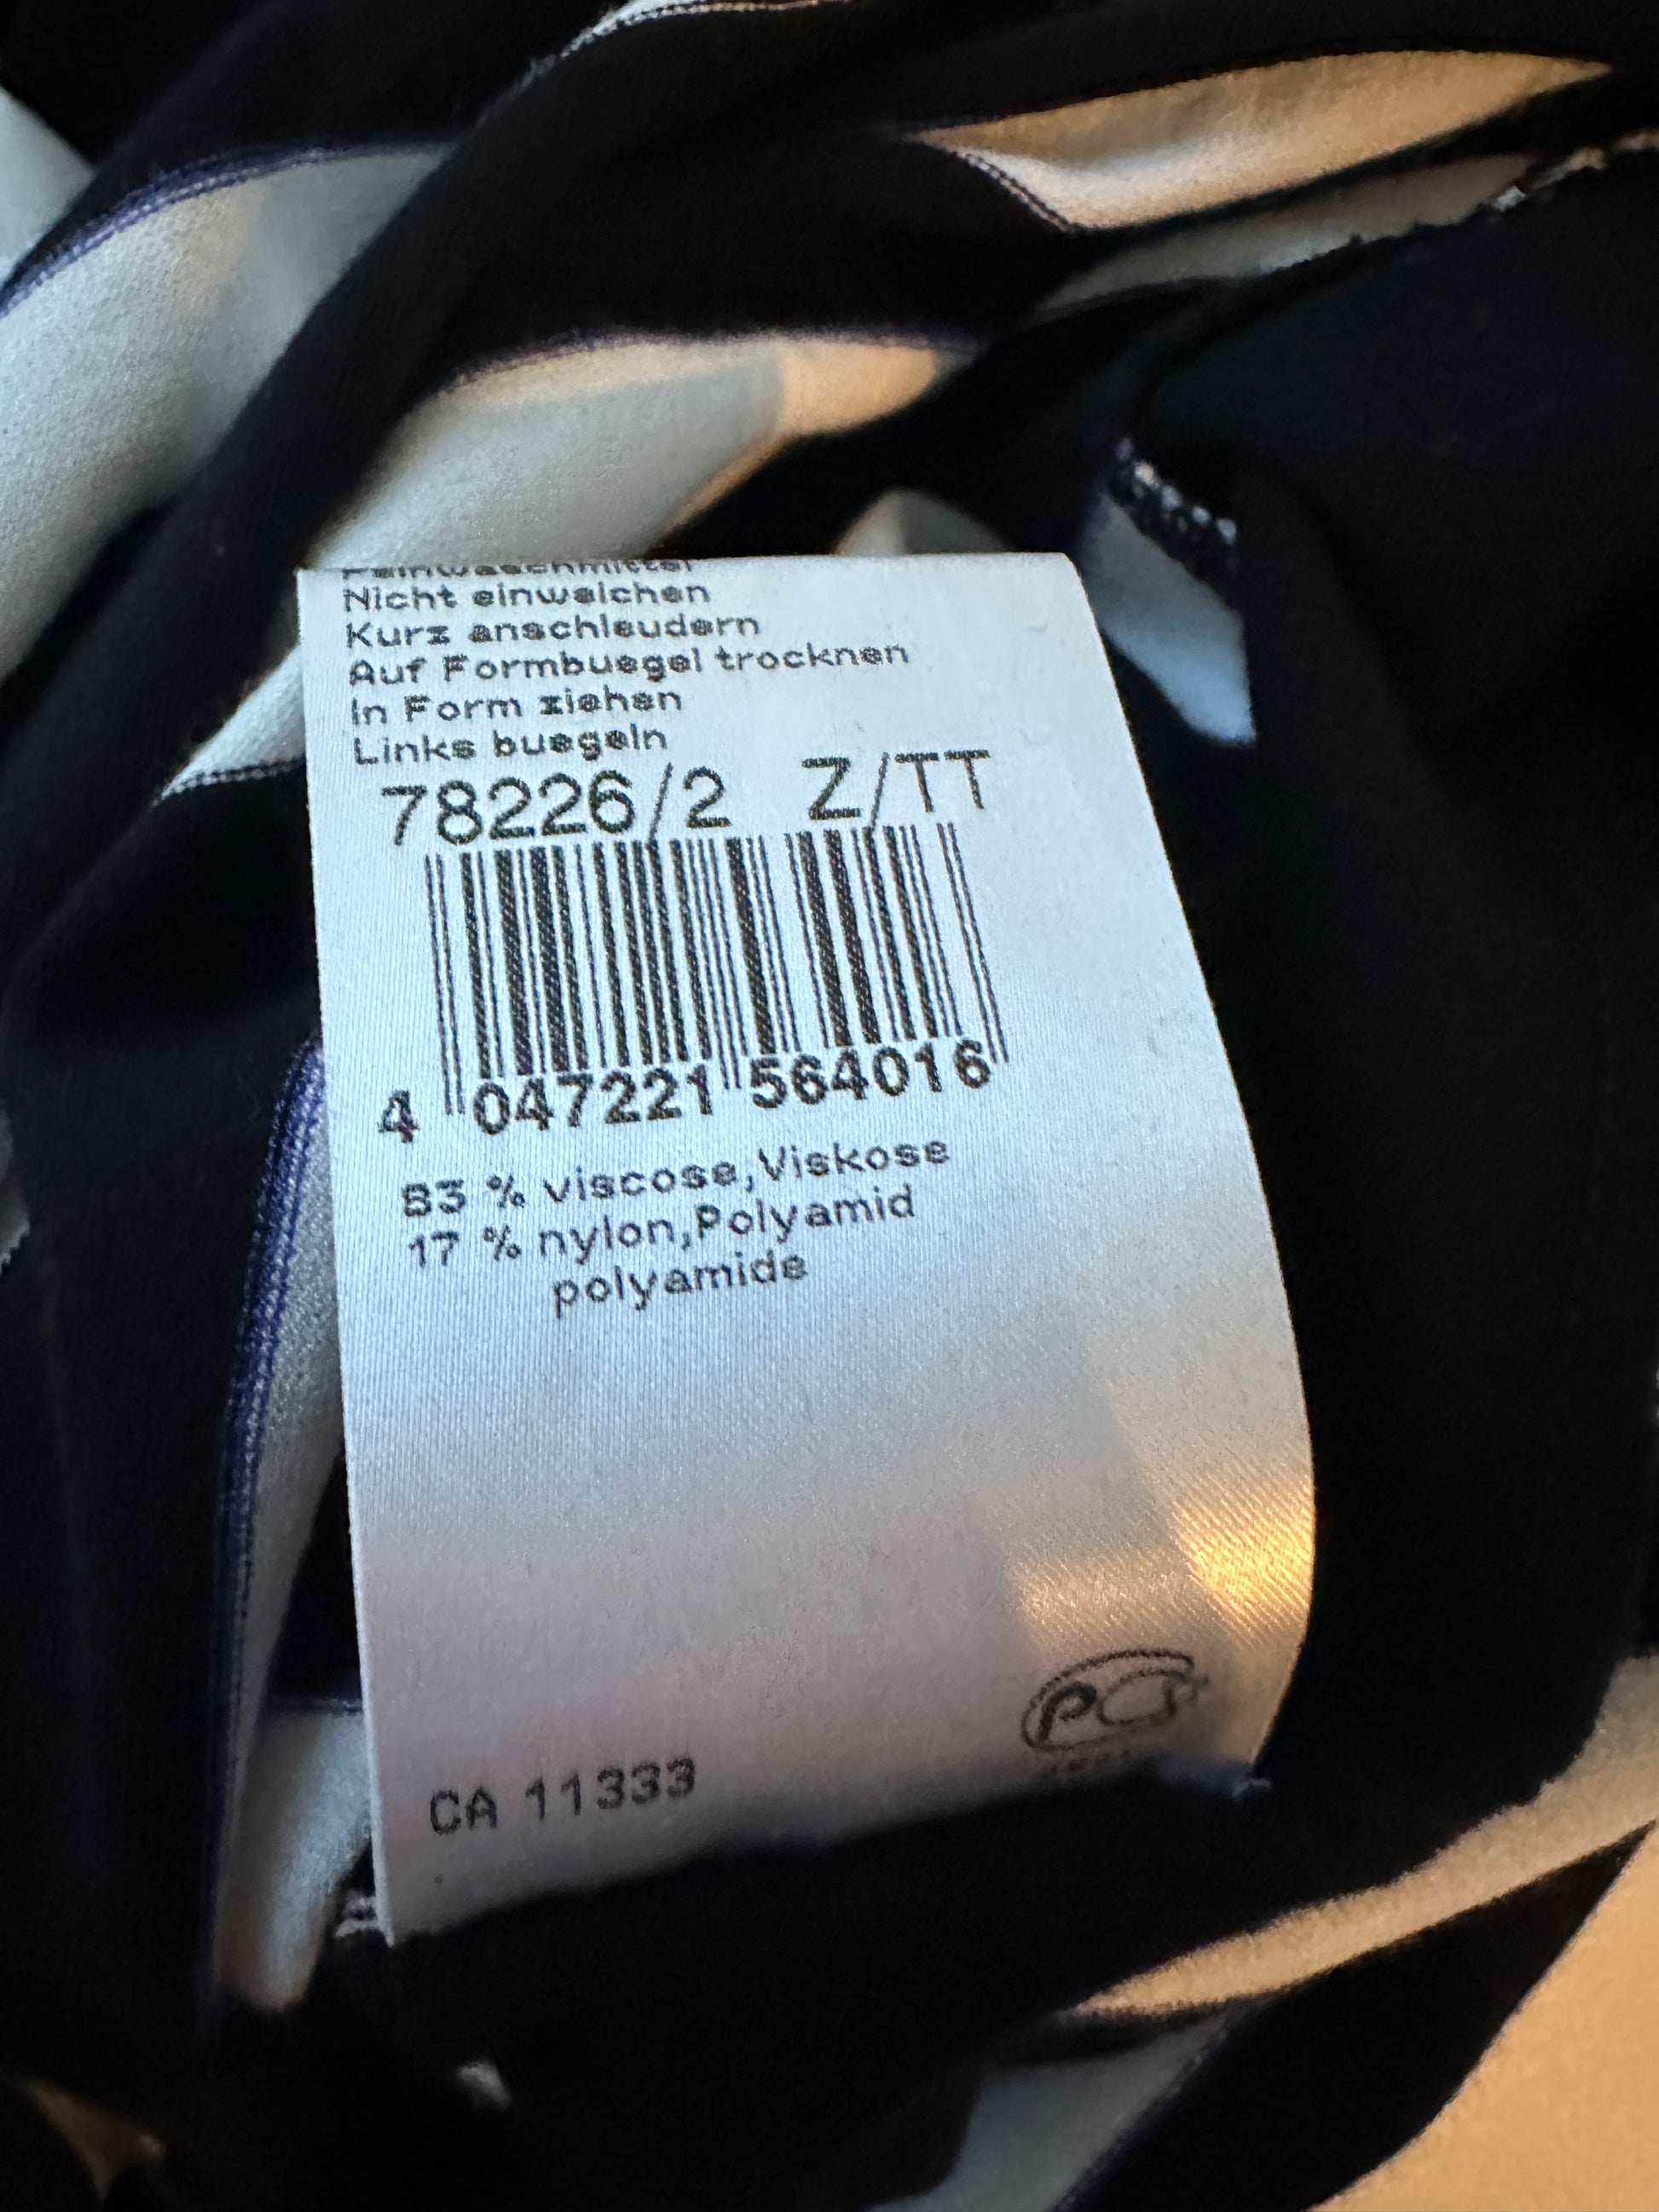 Feinwaschmittel
Nicht einweichen
Kurz anschleudern
Auf Formbuegel trocknen
In Form ziehen
Links buegeln
78226/2 Z/TT
4 047221 564016
83 % viscose,Viskose
17 % nylon,Polyamid
polyamide
CA 11333